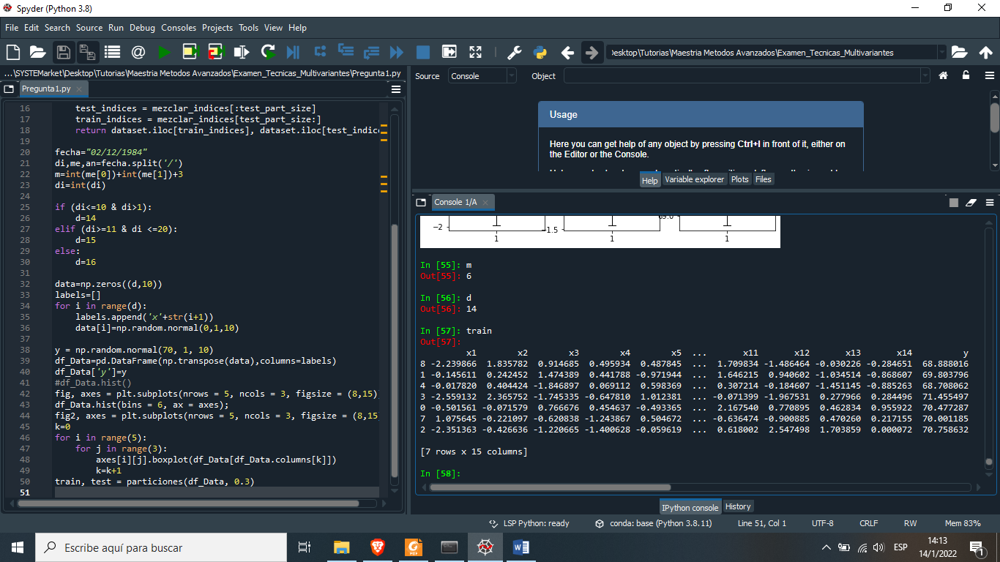 Spyder (Python 3.8)
File Edit Search Source Run Debug Consoles Projects Tools View Help
esktop\Tutorias\Maestria Metodos Avanzados\Examen_Tecnicas_Multivariantes
...\SYSTEMarket\Desktop\Tutorias\Maestria Metodos Avanzados\Examen_Tecnicas_Multivariantes\Pregunta1.py
Pregunta1.py
16 test_indices = mezclar_indices[:test_part_size]
17 train_indices = mezclar_indices[test_part_size:]
18 return dataset.iloc[train_indices], dataset.iloc[test_indice
19
20 fecha="02/12/1984"
21 di,me,an=fecha.split('/')
22 m=int(me[0])+int(me[1])+3
23 di=int(di)
24
25 if (di<=10 & di>1):
26 d=14
27 elif (di>=11 & di <=20):
28 d=15
29 else:
30 d=16
31
32 data=np.zeros((d,10))
33 labels=[]
34 for i in range(d):
35 labels.append('x'+str(i+1))
36 data[i]=np.random.normal(0,1,10)
37
38 y = np.random.normal(70, 1, 10)
39 df_Data=pd.DataFrame(np.transpose(data),columns=labels)
40 df_Data['y']=y
41 #df_Data.hist()
42 fig, axes = plt.subplots(nrows = 5, ncols = 3, figsize = (8,15)
43 df_Data.hist(bins = 6, ax = axes);
44 fig2, axes = plt.subplots(nrows = 5, ncols = 3, figsize = (8,15
45 k=0
46 for i in range(5):
47 for j in range(3):
48 axes[i][j].boxplot(df_Data[df_Data.columns[k]])
49 k=k+1
50 train, test = particiones(df_Data, 0.3)
51
Source Console Object
Usage
Here you can get help of any object by pressing Ctrl+I in front of it, either on
the Editor or the Console.
Help Variable explorer Plots Files
Console 1/A
−2 −1.5 69.0
1 1 1
In [55]: m
Out[55]: 6
In [56]: d
Out[56]: 14
In [57]: train
Out[57]:
x1 x2 x3 x4 x5 ... x11 x12 x13 x14 y
8 -2.239866 1.835782 0.914685 0.495934 0.487845 ... 1.709834 -1.486464 -0.030226 -0.284651 68.888016
1 -0.145611 0.242452 1.474389 0.441788 -0.971944 ... 1.646215 0.940602 -1.034514 -0.868607 69.803796
4 -0.017820 0.404424 -1.846897 0.069112 0.598369 ... 0.307214 -0.184607 -1.451145 -0.885263 68.708062
3 -2.559132 2.365752 -1.745335 -0.647810 1.012381 ... -0.071399 -1.967531 0.277966 0.284496 71.455497
0 -0.501561 -0.071579 0.766676 0.454637 -0.493365 ... 2.167540 0.770895 0.462834 0.955922 70.477287
7 1.075645 -0.221097 -0.620838 -1.243867 0.504672 ... -0.636474 -0.900885 0.470260 0.217155 70.001185
2 -2.351363 -0.426636 -1.220665 -1.400628 -0.059619 ... 0.618002 2.547498 1.703859 0.000072 70.758632
[7 rows x 15 columns]
In [58]:
IPython console History
LSP Python: ready conda: base (Python 3.8.11) Line 51, Col 1 UTF-8 CRLF RW Mem 83%
Escribe aquí para buscar
PDF
ESP
14:13
14/1/2022
1